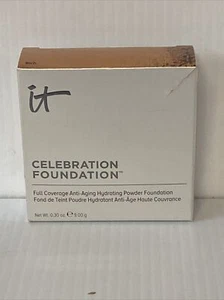 it
CELEBRATION
FOUNDATION™
Full Coverage Anti-Aging Hydrating Powder Foundation
Fond de Teint Poudre Hydratant Anti-Âge Haute Couvrance
Net Wt. 0.30 oz. ℮ 9.00 g